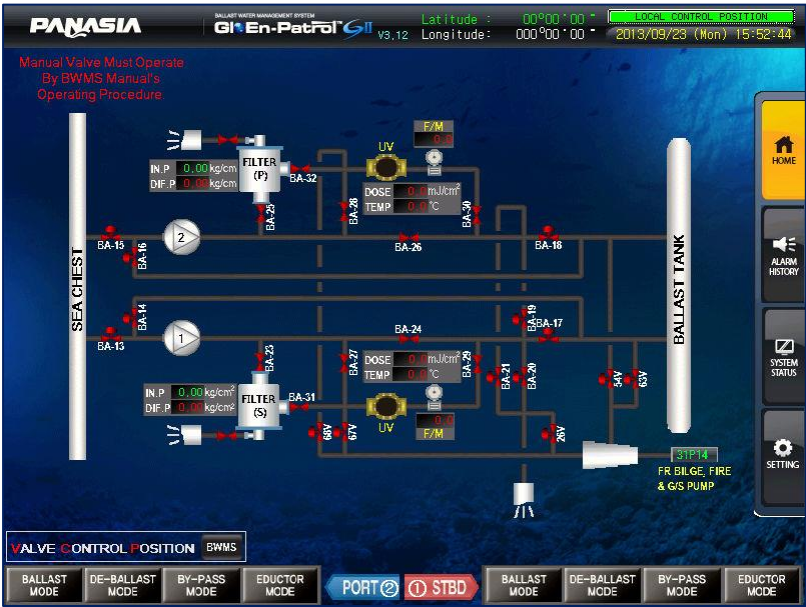 PANASIA
BALLAST WATER MANAGEMENT SYSTEM
GloEn-Patrol GII V3.12
Latitude : 00°00'00 -
Longitude: 000°00'00 -
LOCAL CONTROL POSITION
2013/09/23 (Mon) 15:52:44
Manual Valve Must Operate
By BWMS Manual's
Operating Procedure
HOME
ALARM
HISTORY
SYSTEM
STATUS
SETTING
SEA CHEST
BALLAST TANK
FILTER
(P)
IN.P 0.00 kg/cm
DIF.P 0.00 kg/cm
BA-32
BA-25
UV
F/M
0.0
DOSE 0.0 mJ/cm²
TEMP 0.0 °C
BA-28
BA-30
BA-15
BA-16
2
BA-26
BA-18
BA-14
BA-13
1
BA-24
BA-19
BA-17
BA-23
BA-27
DOSE 0.0 mJ/cm²
TEMP 0.0 °C
BA-29
BA-21
BA-20
54V
63V
IN.P 0.00 kg/cm²
DIF.P 0.00 kg/cm²
FILTER
(S)
BA-31
UV
0.0
F/M
68V
67V
26V
31P14
FR BILGE, FIRE
& G/S PUMP
VALVE CONTROL POSITION BWMS
BALLAST
MODE
DE-BALLAST
MODE
BY-PASS
MODE
EDUCTOR
MODE
PORT②
① STBD
BALLAST
MODE
DE-BALLAST
MODE
BY-PASS
MODE
EDUCTOR
MODE